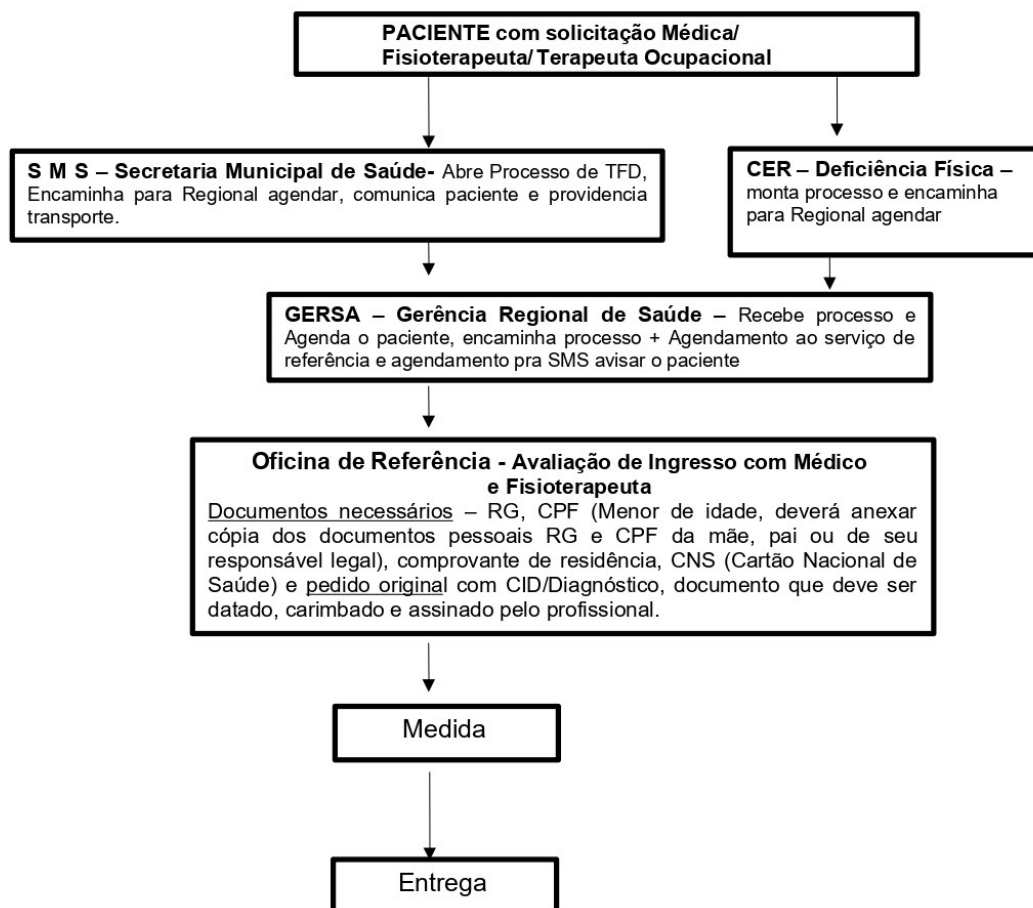 PACIENTE com solicitação Médica/
Fisioterapeuta/ Terapeuta Ocupacional
S M S – Secretaria Municipal de Saúde- Abre Processo de TFD,
Encaminha para Regional agendar, comunica paciente e providencia
transporte.
CER – Deficiência Física –
monta processo e encaminha
para Regional agendar
GERSA – Gerência Regional de Saúde – Recebe processo e
Agenda o paciente, encaminha processo + Agendamento ao serviço de
referência e agendamento pra SMS avisar o paciente
Oficina de Referência - Avaliação de Ingresso com Médico
e Fisioterapeuta
Documentos necessários – RG, CPF (Menor de idade, deverá anexar
cópia dos documentos pessoais RG e CPF da mãe, pai ou de seu
responsável legal), comprovante de residência, CNS (Cartão Nacional de
Saúde) e pedido original com CID/Diagnóstico, documento que deve ser
datado, carimbado e assinado pelo profissional.
Medida
Entrega